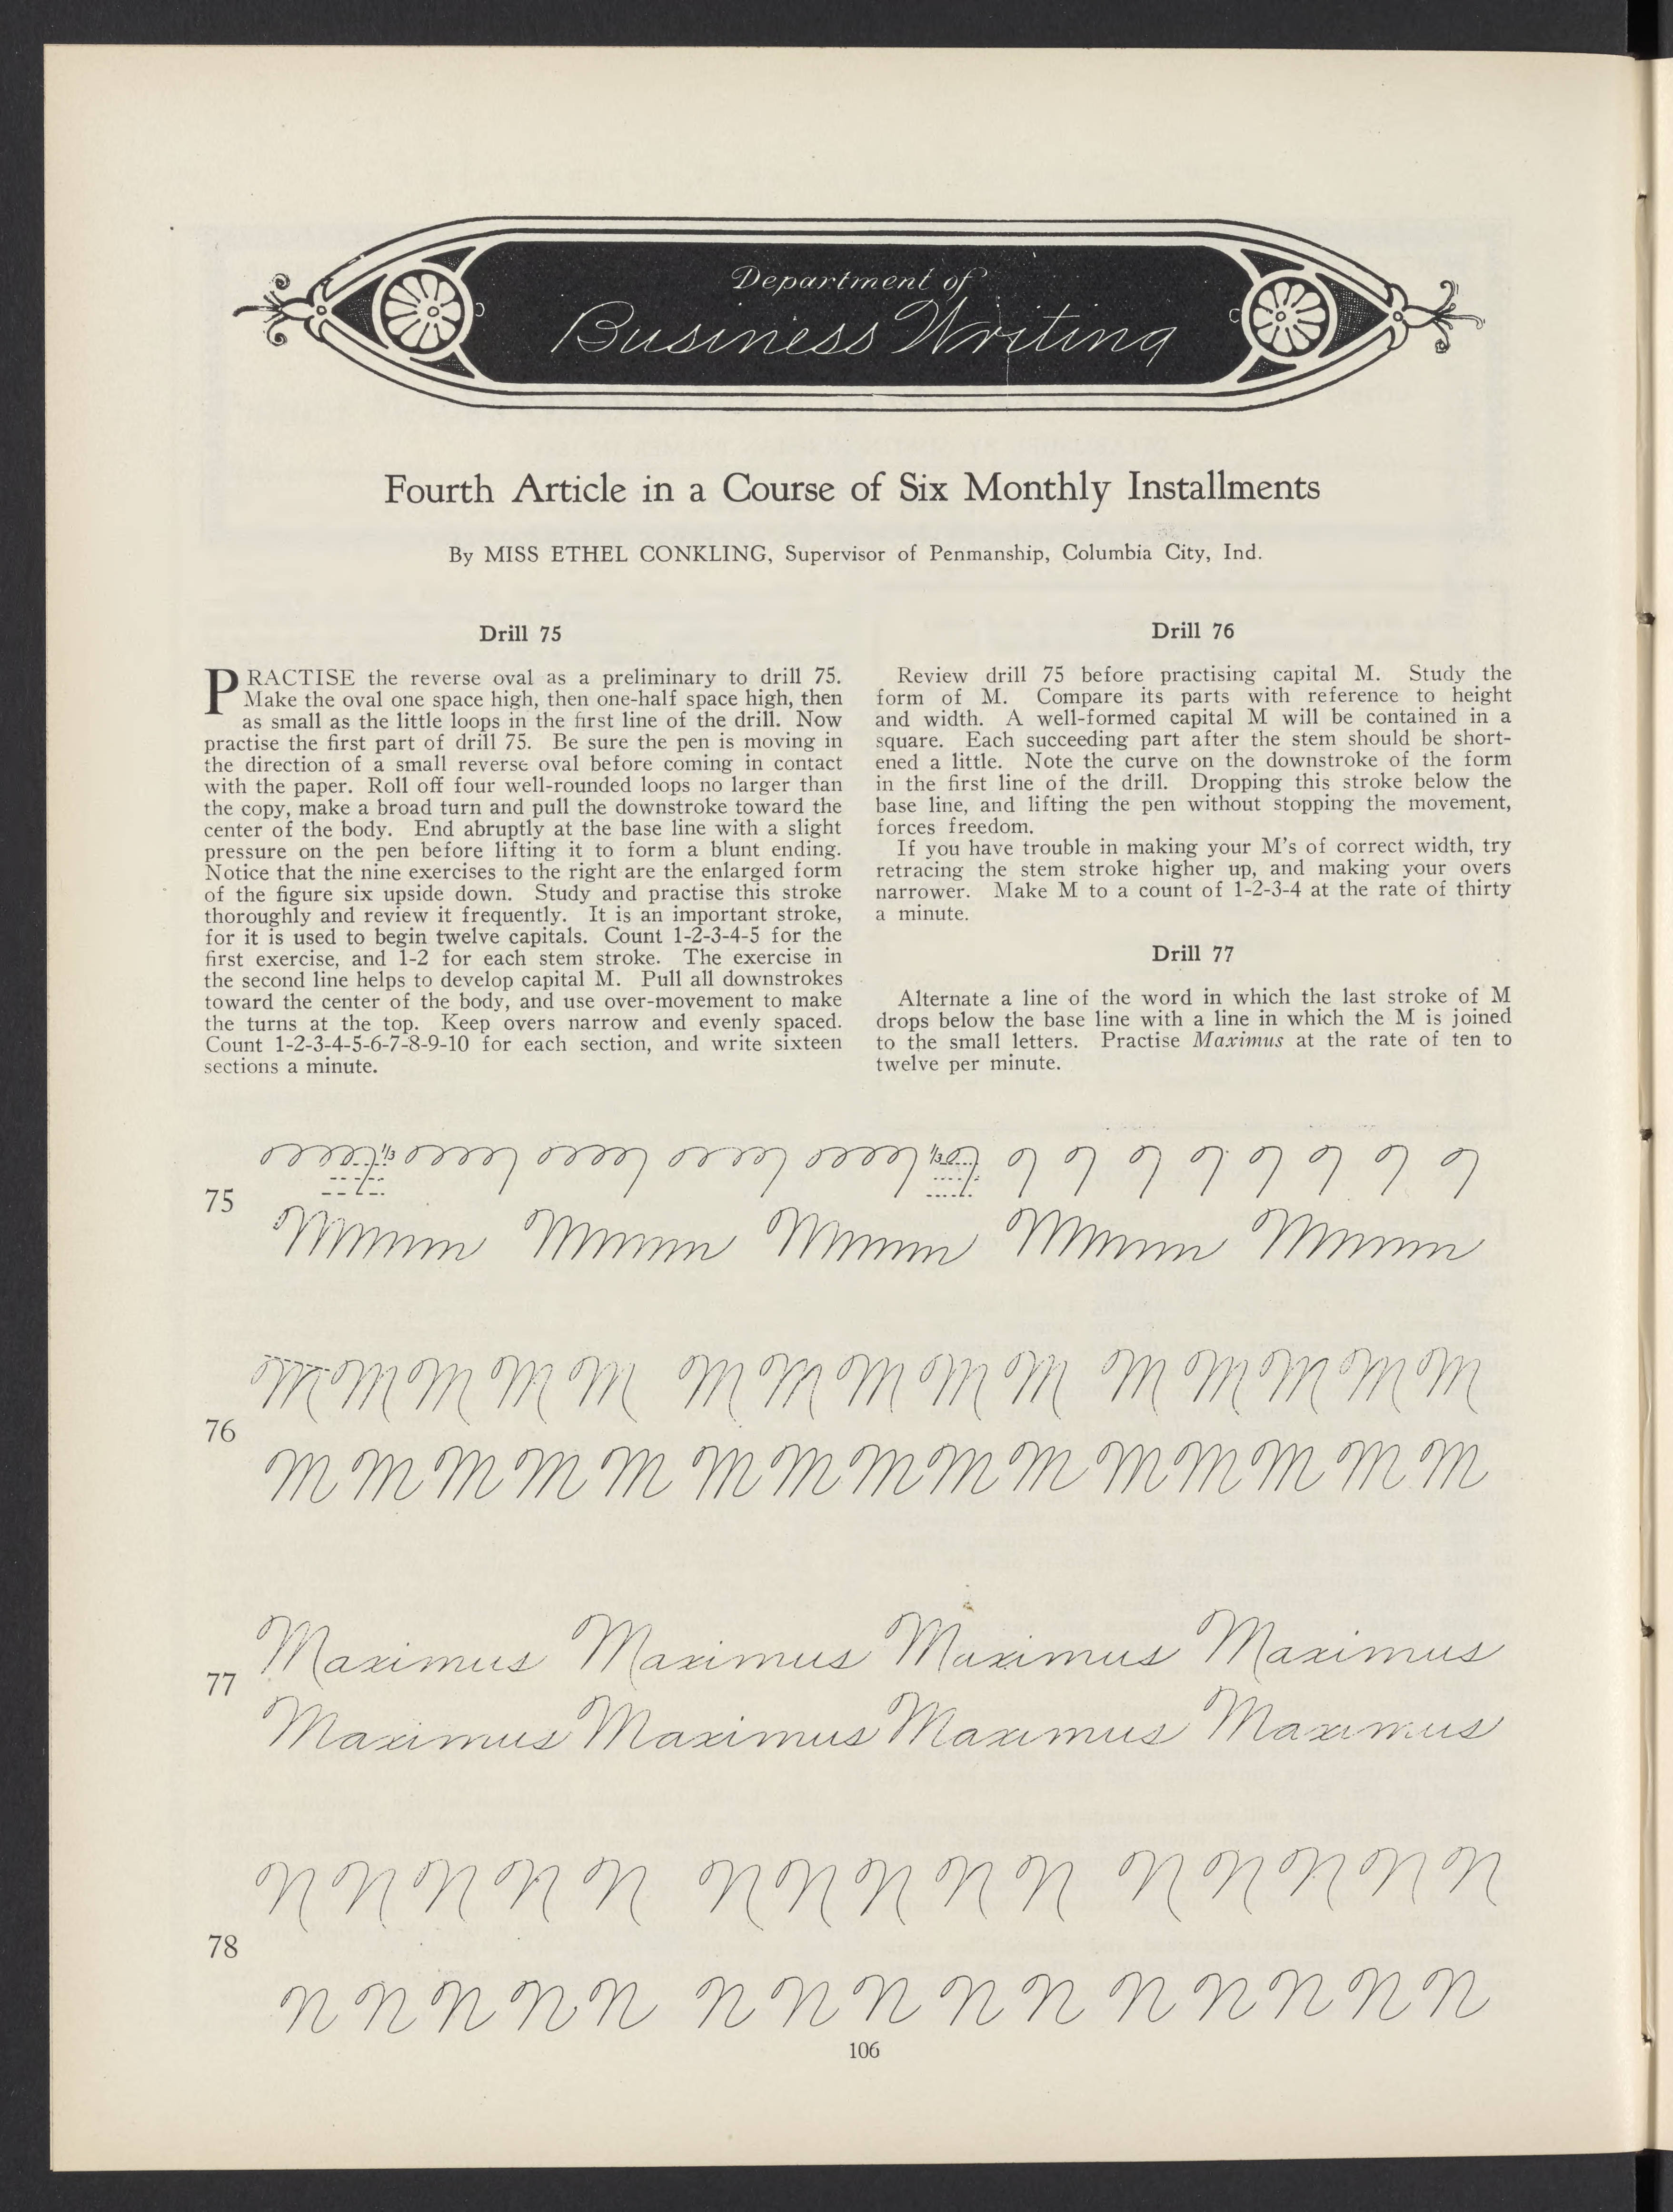 Department of
Business Writing
Fourth Article in a Course of Six Monthly Installments
By MISS ETHEL CONKLING, Supervisor of Penmanship, Columbia City, Ind.
Drill 75
PRACTISE the reverse oval as a preliminary to drill 75.
Make the oval one space high, then one-half space high, then
as small as the little loops in the first line of the drill. Now
practise the first part of drill 75. Be sure the pen is moving in
the direction of a small reverse oval before coming in contact
with the paper. Roll off four well-rounded loops no larger than
the copy, make a broad turn and pull the downstroke toward the
center of the body. End abruptly at the base line with a slight
pressure on the pen before lifting it to form a blunt ending.
Notice that the nine exercises to the right are the enlarged form
of the figure six upside down. Study and practise this stroke
thoroughly and review it frequently. It is an important stroke,
for it is used to begin twelve capitals. Count 1-2-3-4-5 for the
first exercise, and 1-2 for each stem stroke. The exercise in
the second line helps to develop capital M. Pull all downstrokes
toward the center of the body, and use over-movement to make
the turns at the top. Keep overs narrow and evenly spaced.
Count 1-2-3-4-5-6-7-8-9-10 for each section, and write sixteen
sections a minute.
Drill 76
Review drill 75 before practising capital M. Study the
form of M. Compare its parts with reference to height
and width. A well-formed capital M will be contained in a
square. Each succeeding part after the stem should be short-
ened a little. Note the curve on the downstroke of the form
in the first line of the drill. Dropping this stroke below the
base line, and lifting the pen without stopping the movement,
forces freedom.
If you have trouble in making your M's of correct width, try
retracing the stem stroke higher up, and making your overs
narrower. Make M to a count of 1-2-3-4 at the rate of thirty
a minute.
Drill 77
Alternate a line of the word in which the last stroke of M
drops below the base line with a line in which the M is joined
to the small letters. Practise Maximus at the rate of ten to
twelve per minute.
1/3 1/3
75
M M M M M M M M M M M M M M M
76
M M M M M M M M M M M M M M M
Maximus Maximus Maximus Maximus
77
Maximus Maximus Maximus Maximus
N N N N N N N N N N N N N N N
78
N N N N N N N N N N N N N N N
106